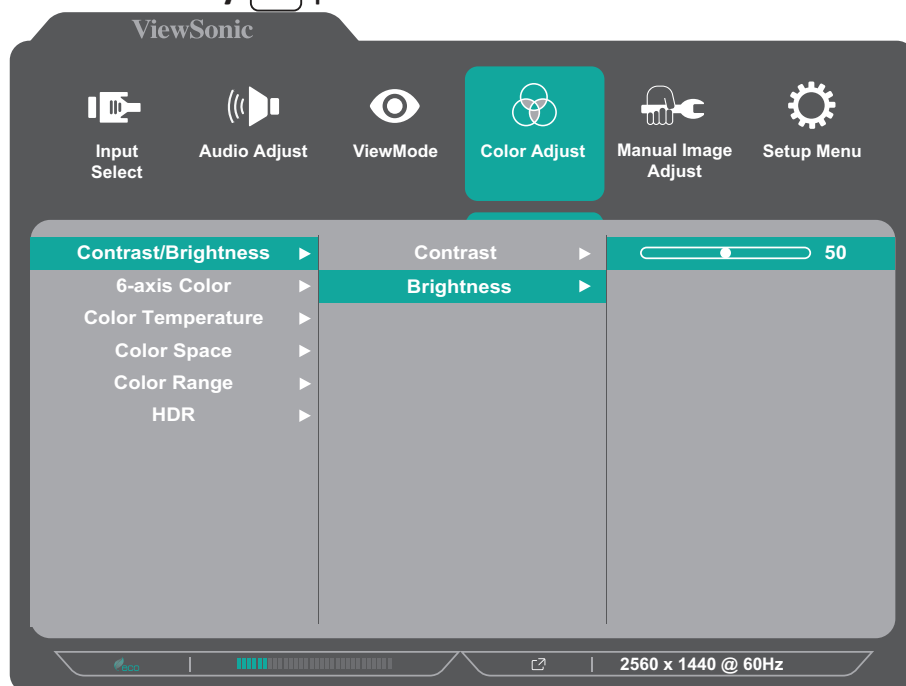 ViewSonic
Input Select
Audio Adjust
ViewMode
Color Adjust
Manual Image Adjust
Setup Menu
Contrast/Brightness
Contrast
50
6-axis Color
Brightness
Color Temperature
Color Space
Color Range
HDR
eco
2560 x 1440 @ 60Hz